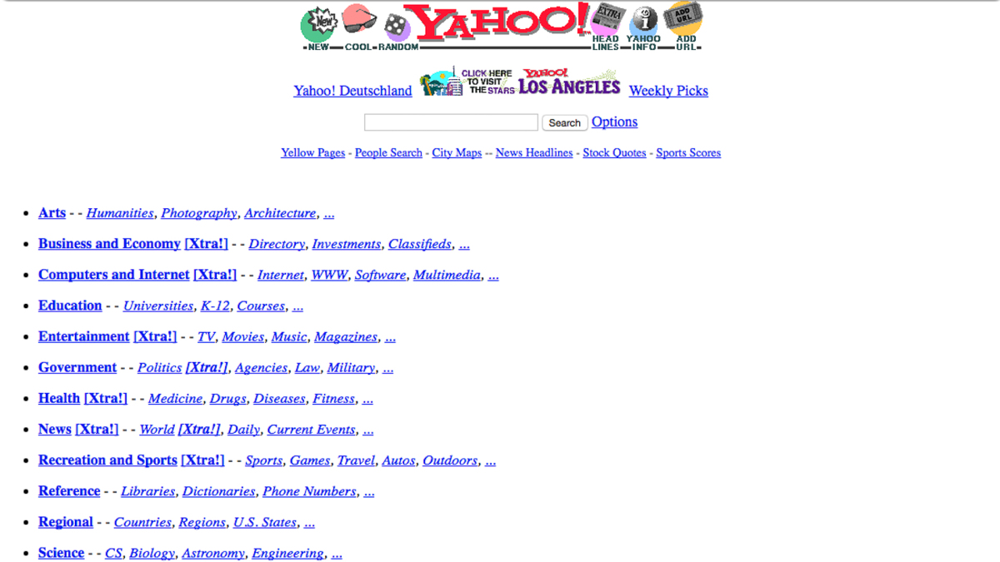 New
EXTRA
ADD URL
YAHOO!
NEW COOL RANDOM HEAD LINES YAHOO INFO ADD URL
Yahoo! Deutschland CLICK HERE TO VISIT THE STARS YAHOO! LOS ANGELES Weekly Picks
Search Options
Yellow Pages - People Search - City Maps -- News Headlines - Stock Quotes - Sports Scores
• Arts - - Humanities, Photography, Architecture, ...
• Business and Economy [Xtra!] - - Directory, Investments, Classifieds, ...
• Computers and Internet [Xtra!] - - Internet, WWW, Software, Multimedia, ...
• Education - - Universities, K-12, Courses, ...
• Entertainment [Xtra!] - - TV, Movies, Music, Magazines, ...
• Government - - Politics [Xtra!], Agencies, Law, Military, ...
• Health [Xtra!] - - Medicine, Drugs, Diseases, Fitness, ...
• News [Xtra!] - - World [Xtra!], Daily, Current Events, ...
• Recreation and Sports [Xtra!] - - Sports, Games, Travel, Autos, Outdoors, ...
• Reference - - Libraries, Dictionaries, Phone Numbers, ...
• Regional - - Countries, Regions, U.S. States, ...
• Science - - CS, Biology, Astronomy, Engineering, ...